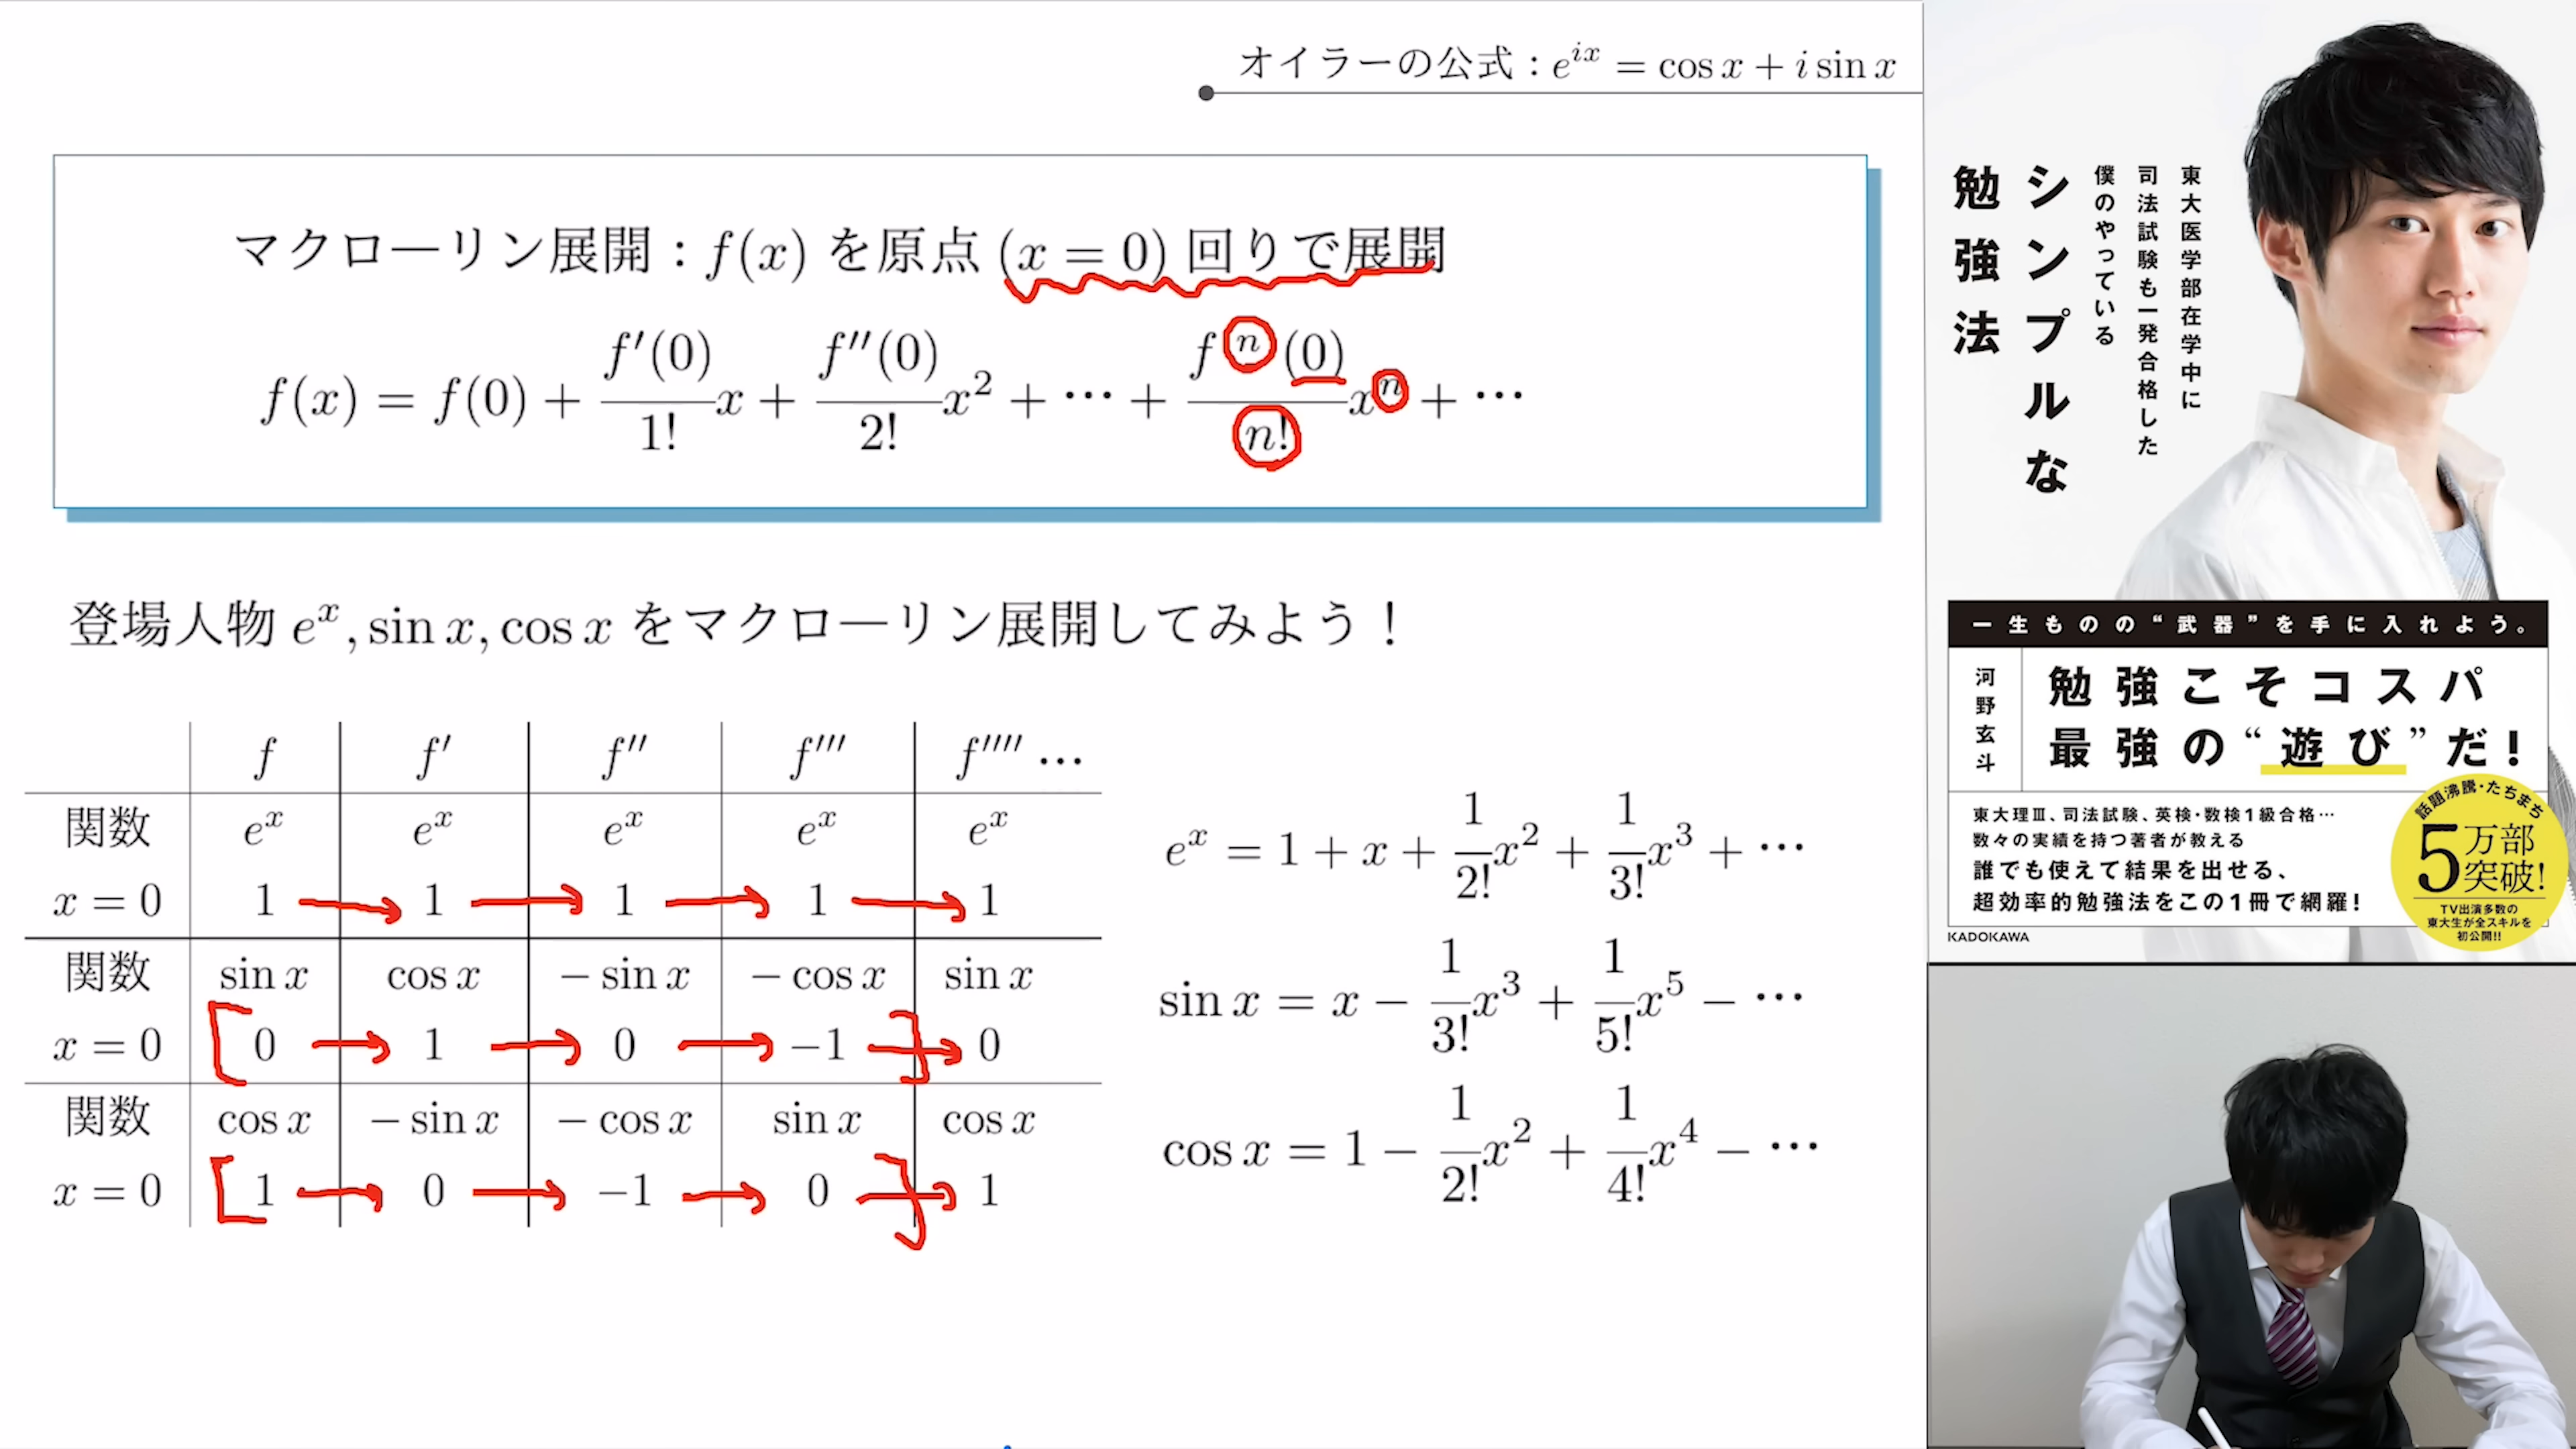 オイラーの公式：e^{ix} = cos x + i sin x
マクローリン展開：f(x) を原点 (x = 0) 回りで展開
f(x) = f(0) + \frac{f′(0)}{1!}x + \frac{f″(0)}{2!}x^2 + ⋯ + \frac{f^n(0)}{n!}x^n + ⋯
登場人物 e^x, sin x, cos x をマクローリン展開してみよう！
f f′ f″ f‴ f⁗ ⋯
関数 e^x e^x e^x e^x e^x
x = 0 1 1 1 1 1
関数 sin x cos x − sin x − cos x sin x
x = 0 0 1 0 −1 0
関数 cos x − sin x − cos x sin x cos x
x = 0 1 0 −1 0 1
e^x = 1 + x + \frac{1}{2!}x^2 + \frac{1}{3!}x^3 + ⋯
sin x = x − \frac{1}{3!}x^3 + \frac{1}{5!}x^5 − ⋯
cos x = 1 − \frac{1}{2!}x^2 + \frac{1}{4!}x^4 − ⋯
東大医学部在学中に
司法試験も一発合格した
僕のやっている
シンプルな
勉強法
一生ものの“武器”を手に入れよう。
河野玄斗
勉強こそコスパ
最強の“遊び”だ！
東大理Ⅲ、司法試験、英検・数検1級合格…
数々の実績を持つ著者が教える
誰でも使えて結果を出せる、
超効率的勉強法をこの1冊で網羅！
KADOKAWA
話題沸騰・たちまち
5万部
突破！
TV出演多数の
東大生が全スキルを
初公開!!